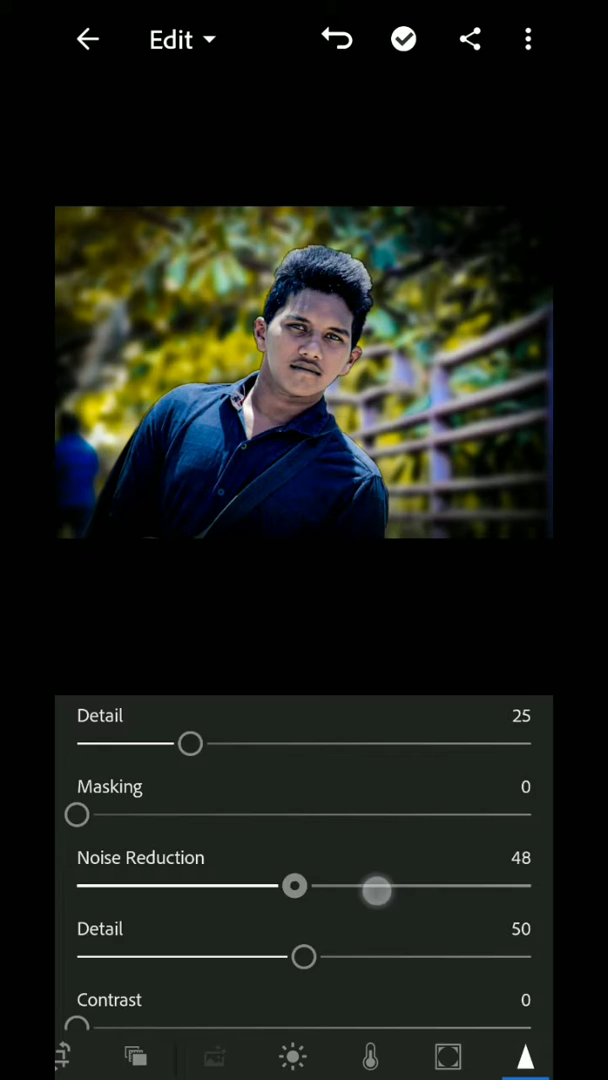 Edit
Detail 25
Masking 0
Noise Reduction 48
Detail 50
Contrast 0